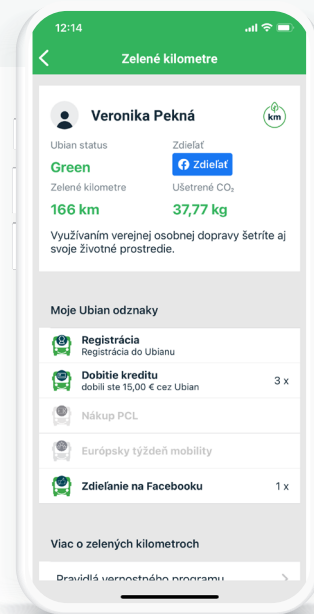 12:14
Zelené kilometre
Veronika Pekná
km
Ubian status
Zdieľať
Green
Zdieľať
Zelené kilometre
Ušetrené CO₂
166 km
37,77 kg
Využívaním verejnej osobnej dopravy šetríte aj
svoje životné prostredie.
Moje Ubian odznaky
Registrácia
Registrácia do Ubianu
Dobitie kreditu
dobili ste 15,00 € cez Ubian
3 x
Nákup PCL
Európsky týždeň mobility
Zdieľanie na Facebooku
1 x
Viac o zelených kilometroch
Pravidlá vernostného programu